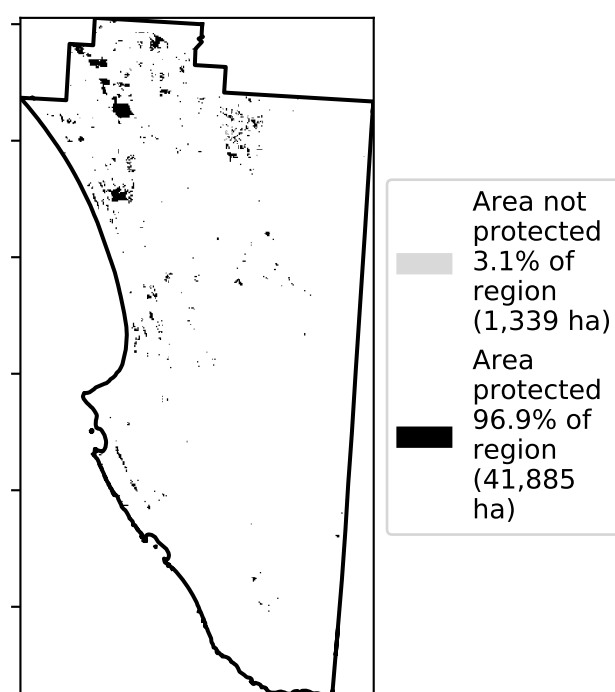 Area not
protected
3.1% of
region
(1,339 ha)
Area
protected
96.9% of
region
(41,885
ha)